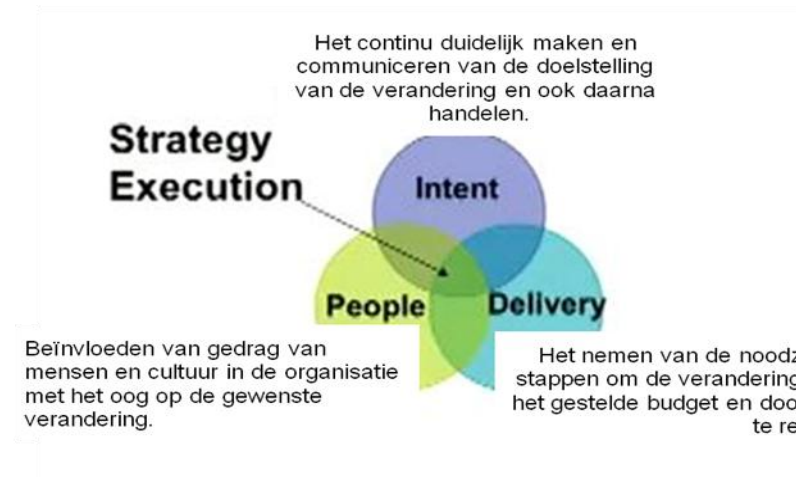 Het continu duidelijk maken en
communiceren van de doelstelling
van de verandering en ook daarna
handelen.
Strategy
Execution
Intent
People
Delivery
Beïnvloeden van gedrag van
mensen en cultuur in de organisatie
met het oog op de gewenste
verandering.
Het nemen van de
stappen om de verandering
het gestelde budget en
te